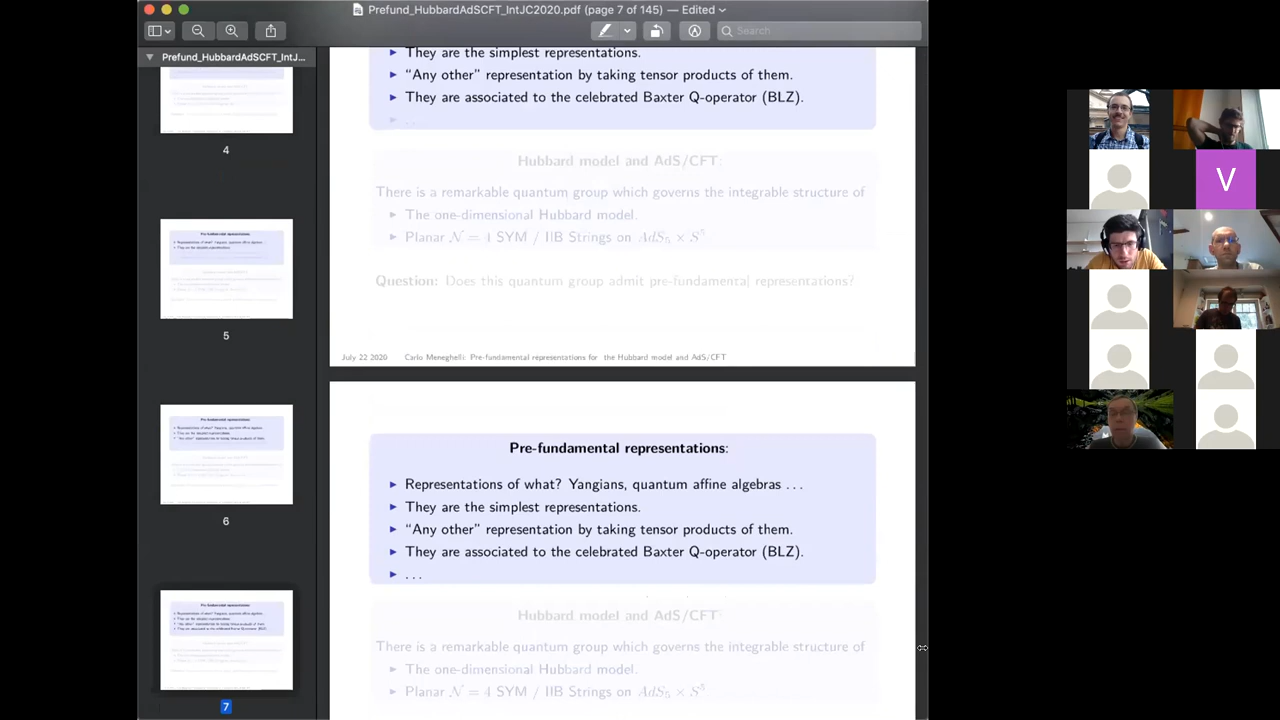 Prefund_HubbardAdSCFT_IntJC2020.pdf (page 7 of 145) — Edited
Search
Prefund_HubbardAdSCFT_IntJ...
4
5
6
7
They are the simplest representations.
“Any other” representation by taking tensor products of them.
They are associated to the celebrated Baxter Q-operator (BLZ).
. . .
Hubbard model and AdS/CFT:
There is a remarkable quantum group which governs the integrable structure of
The one-dimensional Hubbard model.
Planar N = 4 SYM / IIB Strings on AdS₅ × S⁵
Question: Does this quantum group admit pre-fundamental representations?
July 22 2020 Carlo Meneghelli: Pre-fundamental representations for the Hubbard model and AdS/CFT
Pre-fundamental representations:
Representations of what? Yangians, quantum affine algebras . . .
They are the simplest representations.
“Any other” representation by taking tensor products of them.
They are associated to the celebrated Baxter Q-operator (BLZ).
. . .
Hubbard model and AdS/CFT:
There is a remarkable quantum group which governs the integrable structure of
The one-dimensional Hubbard model.
Planar N = 4 SYM / IIB Strings on AdS₅ × S⁵
V